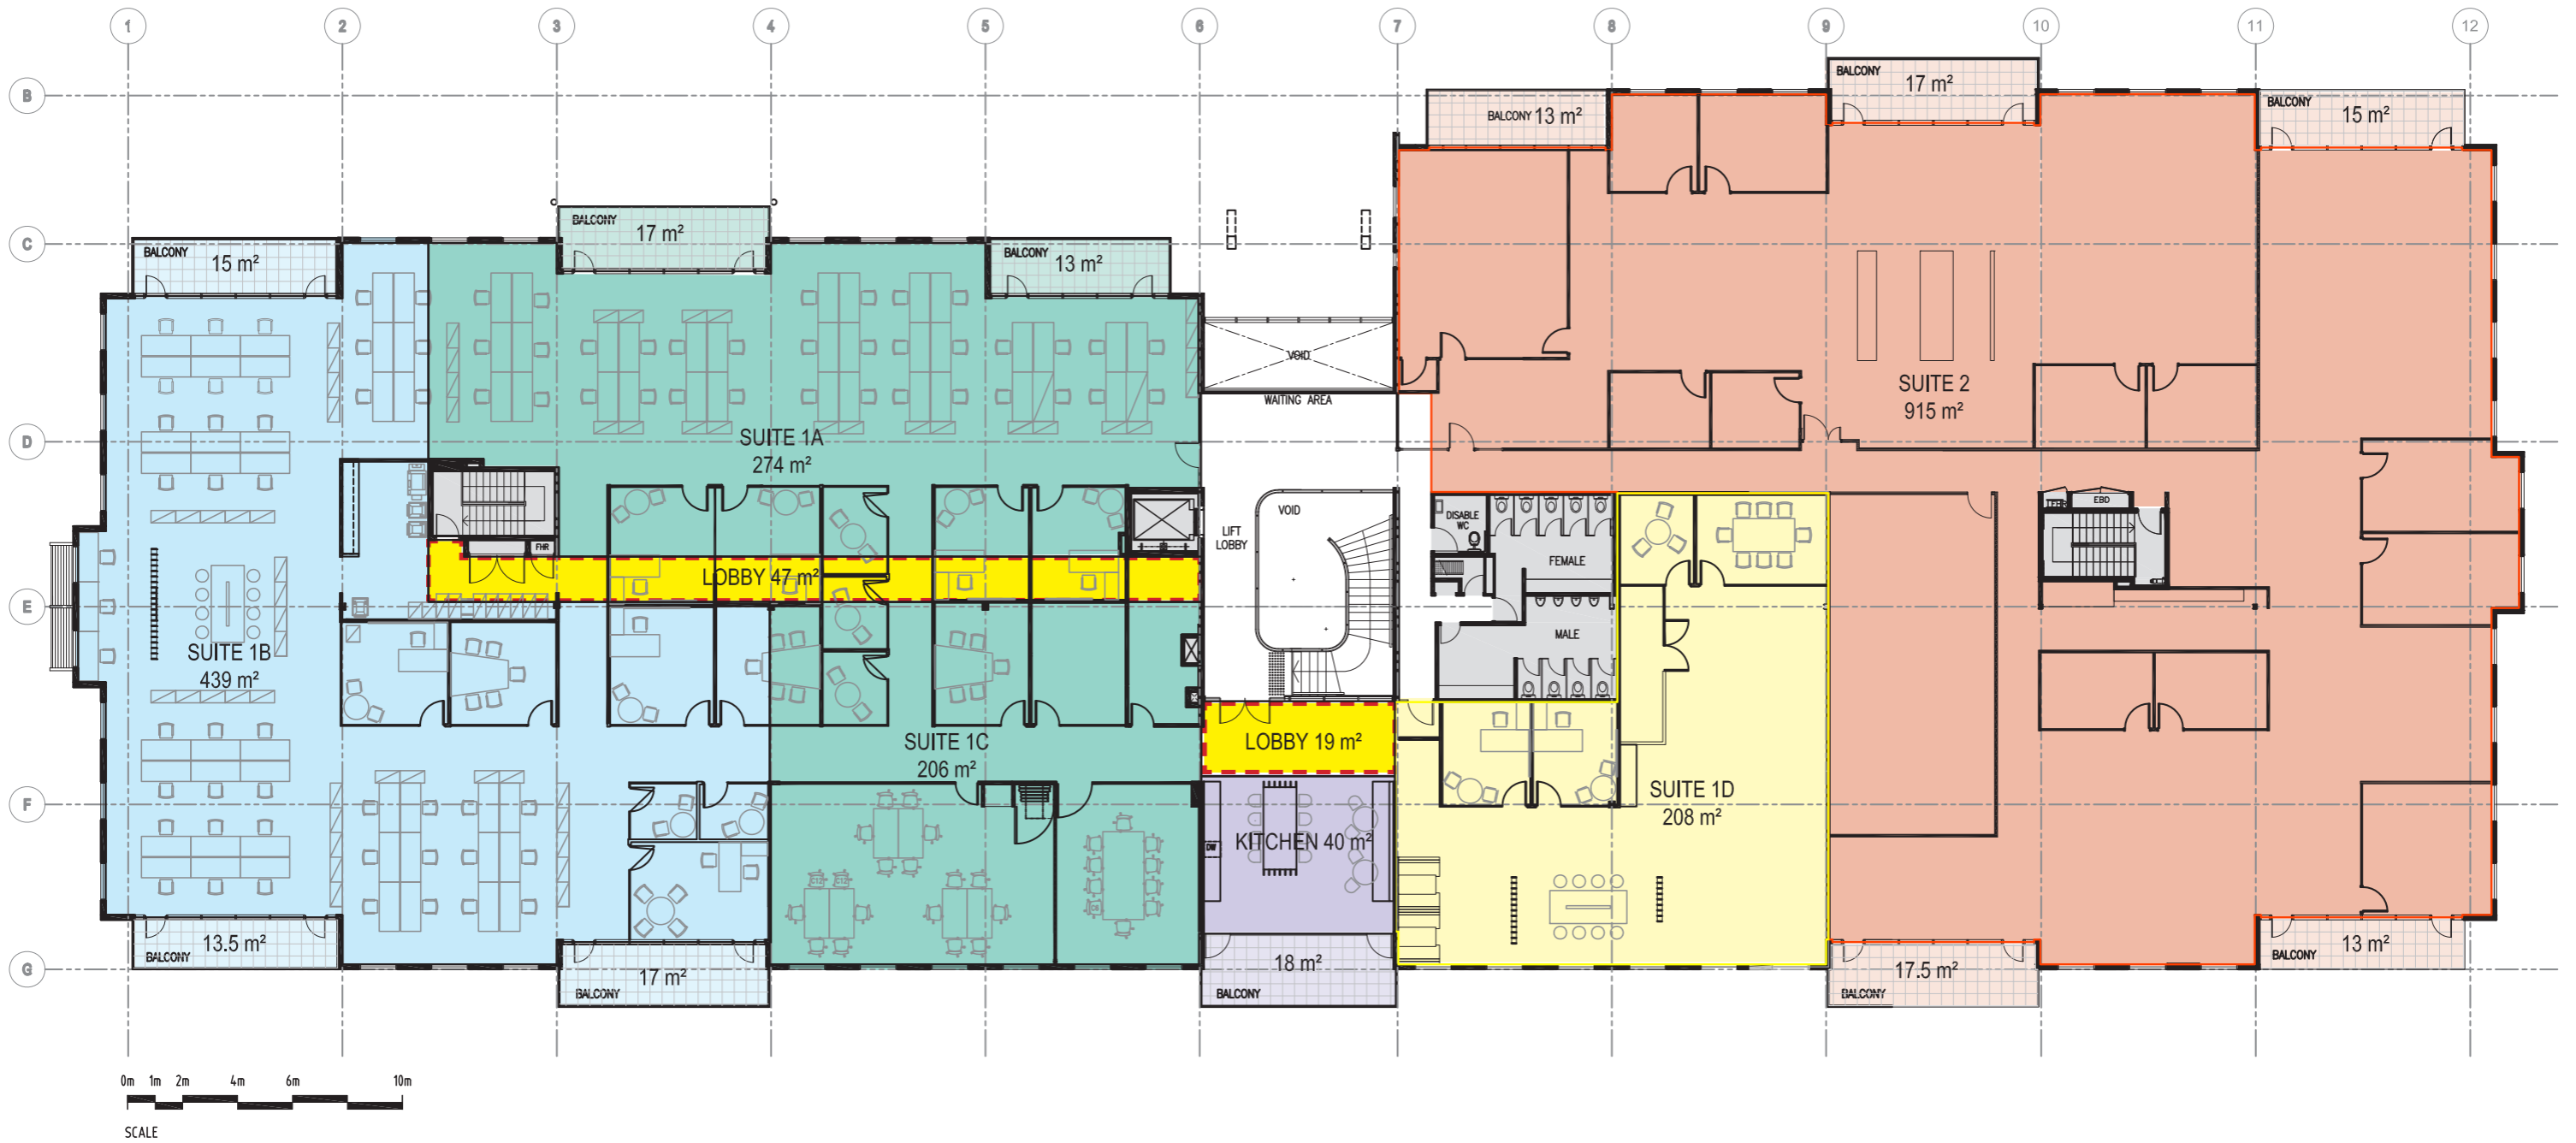 1 2 3 4 5 6 7 8 9 10 11 12
B
BALCONY
17 m²
BALCONY
15 m²
BALCONY 13 m²
C
BALCONY
17 m²
BALCONY
15 m²
BALCONY
13 m²
VOID
WAITING AREA
SUITE 2
915 m²
D
SUITE 1A
274 m²
VOID
LIFT
LOBBY
DISABLE
WC
FEMALE
EBD
FHR
LOBBY 47 m²
E
MALE
SUITE 1B
439 m²
SUITE 1C
206 m²
LOBBY 19 m²
SUITE 1D
208 m²
F
KITCHEN 40 m²
DW
13.5 m²
BALCONY
17 m²
BALCONY
18 m²
BALCONY
17.5 m²
BALCONY
13 m²
BALCONY
G
0m 1m 2m 4m 6m 10m
SCALE